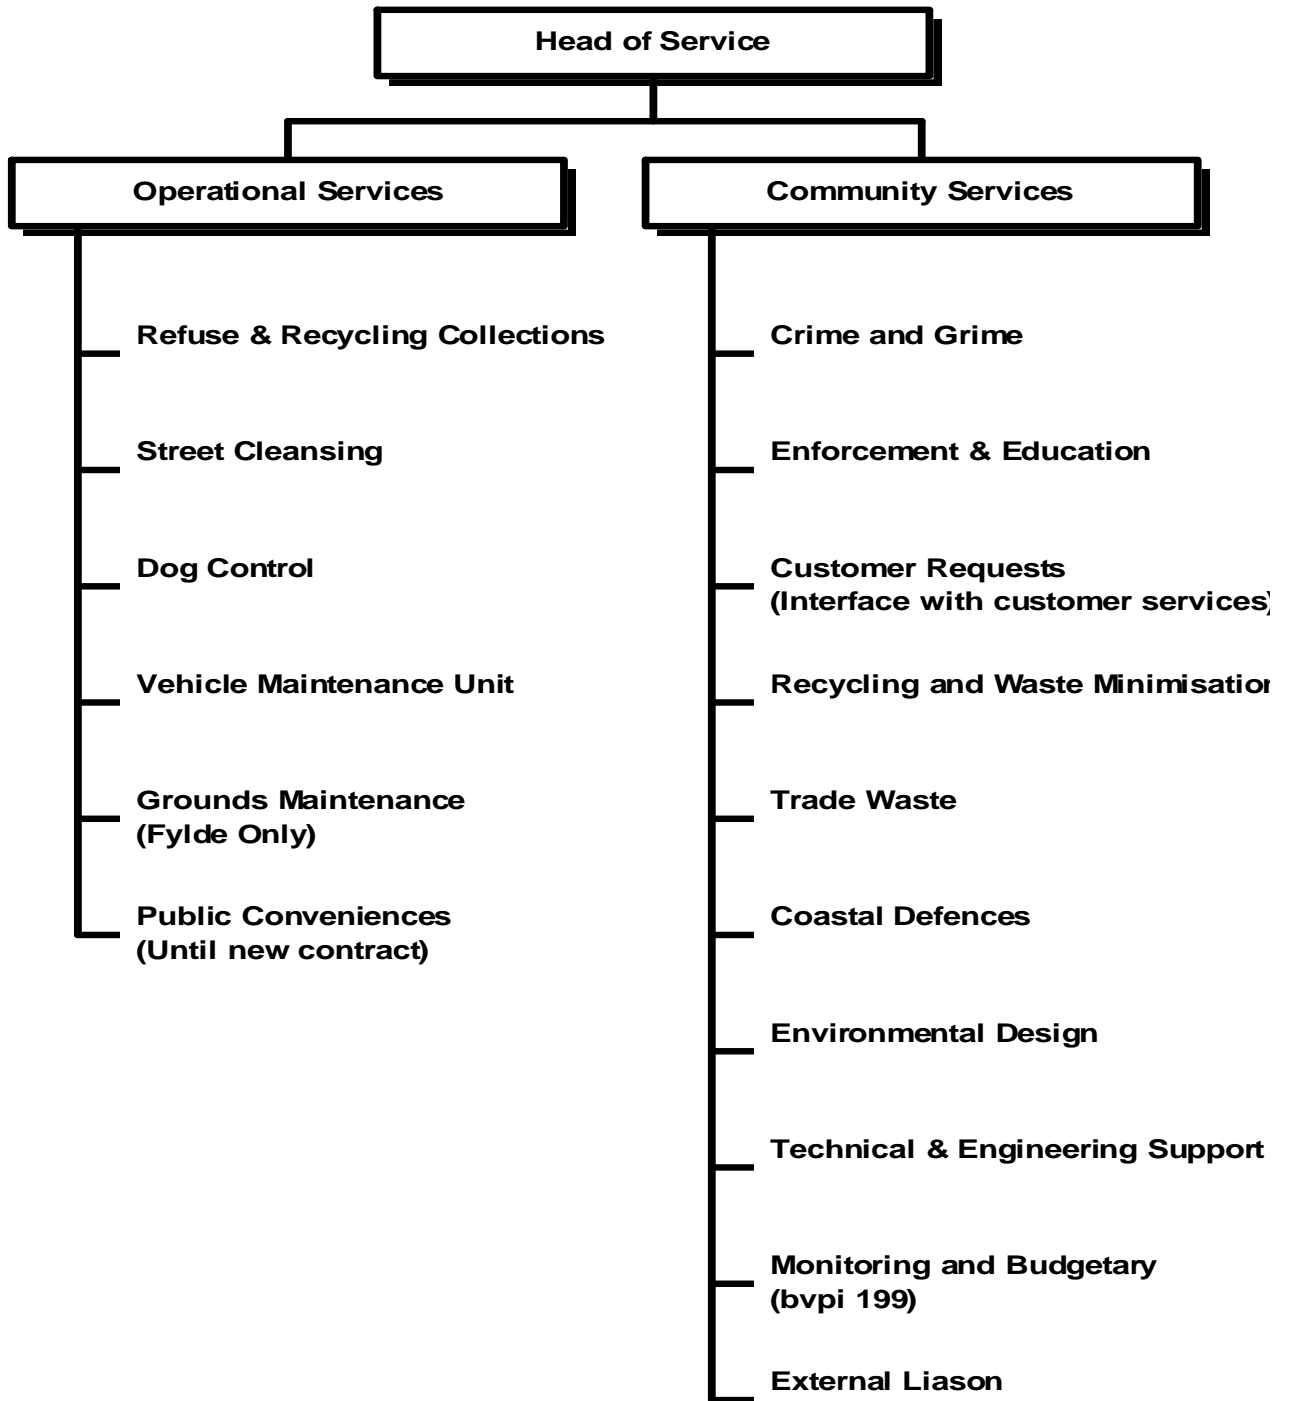 Head of Service
Operational Services
Refuse & Recycling Collections
Street Cleansing
Dog Control
Vehicle Maintenance Unit
Grounds Maintenance
(Fylde Only)
Public Conveniences
(Until new contract)
Community Services
Crime and Grime
Enforcement & Education
Customer Requests
(Interface with customer services)
Recycling and Waste Minimisation
Trade Waste
Coastal Defences
Environmental Design
Technical & Engineering Support
Monitoring and Budgetary
(bvpi 199)
External Liason